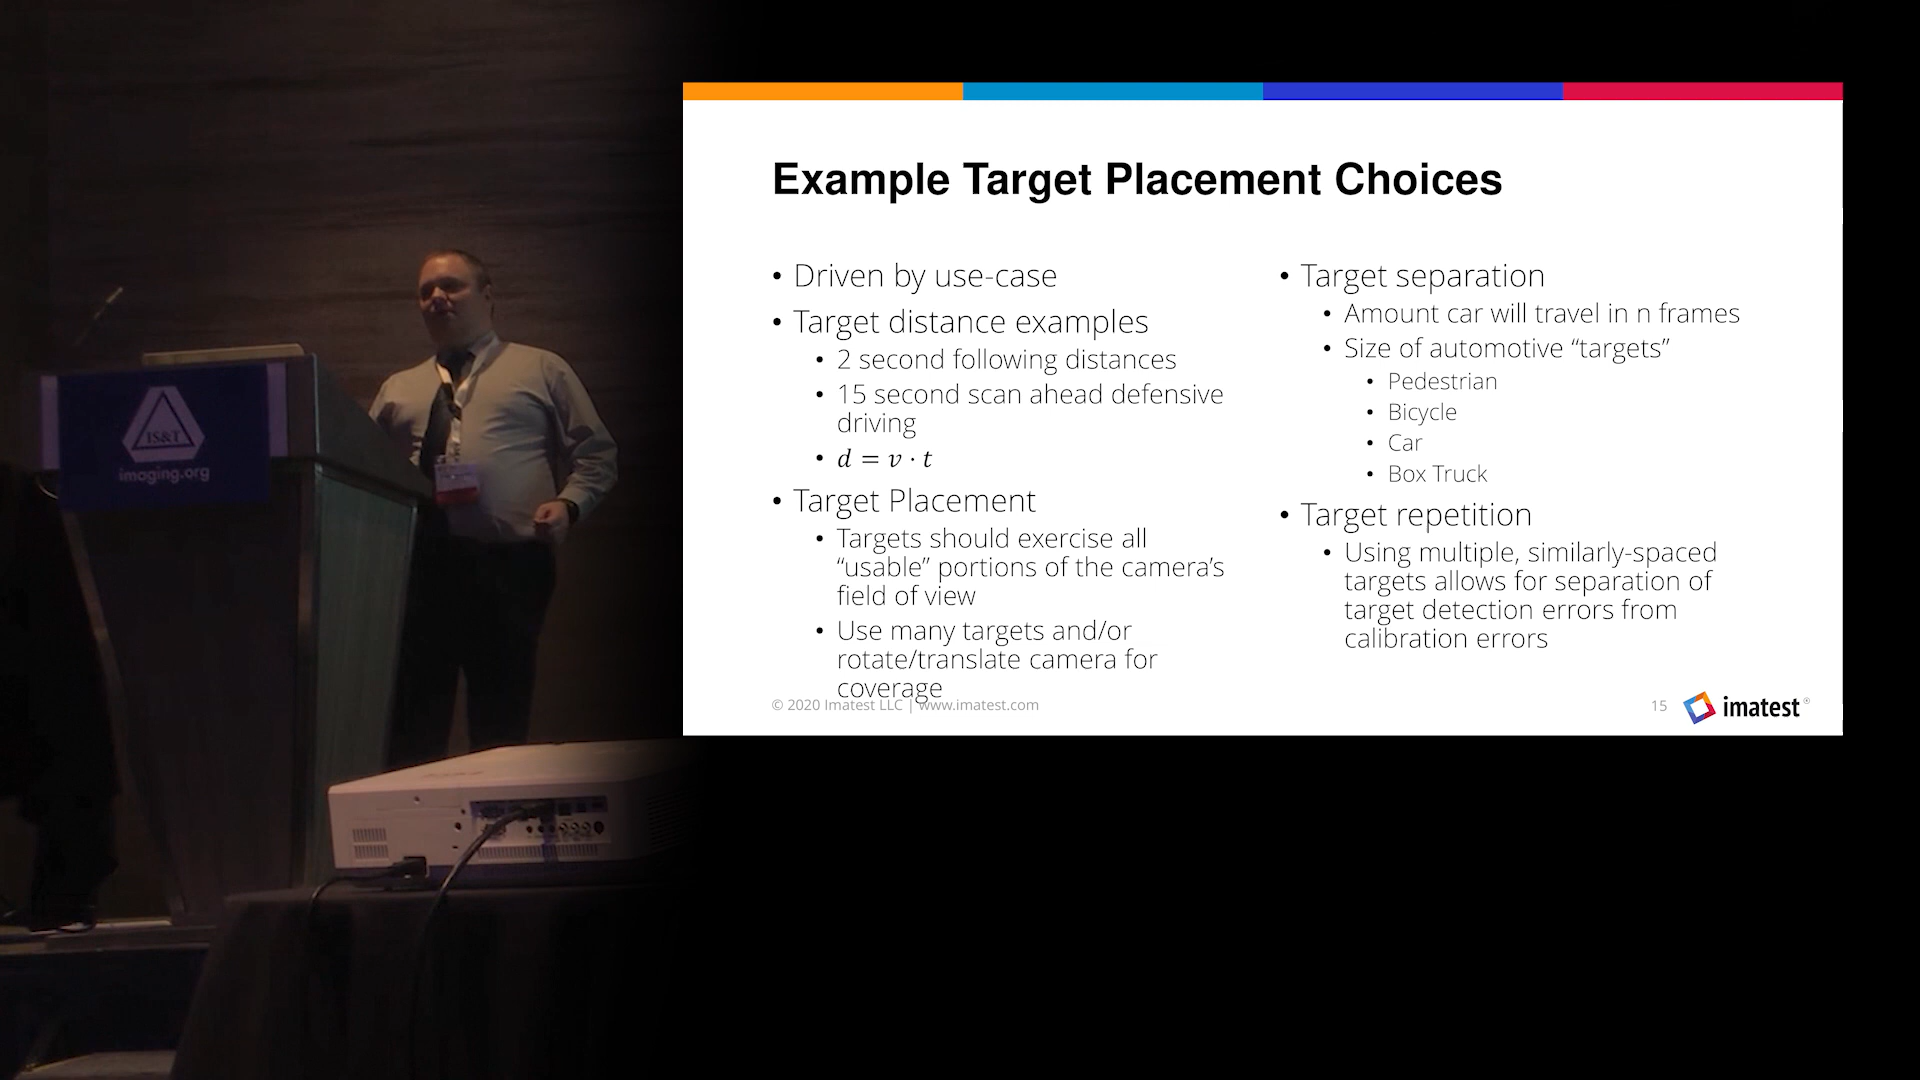 IS&T
imaging.org
Example Target Placement Choices
• Driven by use-case
• Target distance examples
• 2 second following distances
• 15 second scan ahead defensive
driving
• d = v · t
• Target Placement
• Targets should exercise all
“usable” portions of the camera’s
field of view
• Use many targets and/or
rotate/translate camera for
coverage
• Target separation
• Amount car will travel in n frames
• Size of automotive “targets”
• Pedestrian
• Bicycle
• Car
• Box Truck
• Target repetition
• Using multiple, similarly-spaced
targets allows for separation of
target detection errors from
calibration errors
© 2020 Imatest LLC | www.imatest.com
15
imatest®